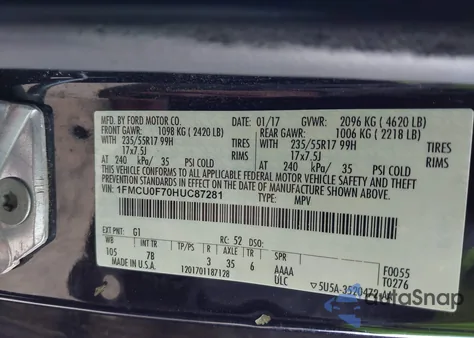 MFD. BY FORD MOTOR CO. 01/17 GVWR: 2096 KG ( 4620 LB)
FRONT GAWR: 1098 KG ( 2420 LB) REAR GAWR: 1006 KG ( 2218 LB)
WITH 235/55R17 99H WITH 235/55R17 99H
17x7.5J 17x7.5J
AT 240 kPa/ 35 PSI COLD AT 240 kPa/ 35 PSI COLD
THIS VEHICLE CONFORMS TO ALL APPLICABLE FEDERAL MOTOR VEHICLE SAFETY AND THEFT PREVENTION STANDARDS IN EFFECT ON THE DATE OF MANUFACTURE SHOWN ABOVE.
VIN: 1FMCU0F70HUC87281
TYPE: MPV
EXT PNT: G1 RC: 52 DSO:
WB INT TR TP/PS R AXLE TR SPR
105 7B 3 35 6 AAAA
MADE IN U.S.A. 1201701187128 ULC
F0055
T0276
▽5U5A-3520472-AA
AutoSnap